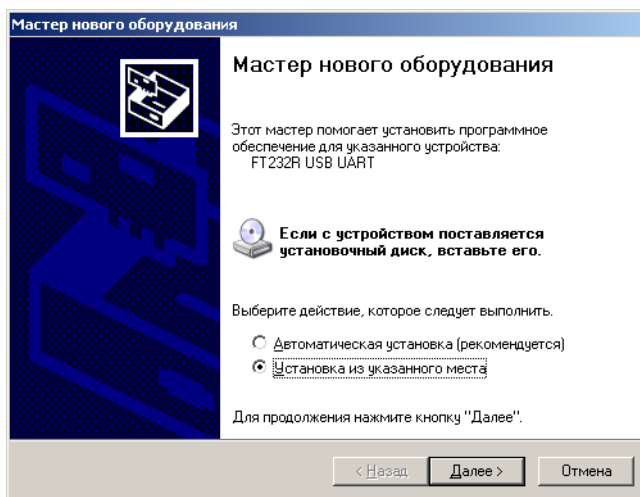 Мастер нового оборудования
Мастер нового оборудования
Этот мастер помогает установить программное
обеспечение для указанного устройства:
FT232R USB UART
Если с устройством поставляется
установочный диск, вставьте его.
Выберите действие, которое следует выполнить.
Автоматическая установка (рекомендуется)
Установка из указанного места
Для продолжения нажмите кнопку "Далее".
< Назад Далее > Отмена